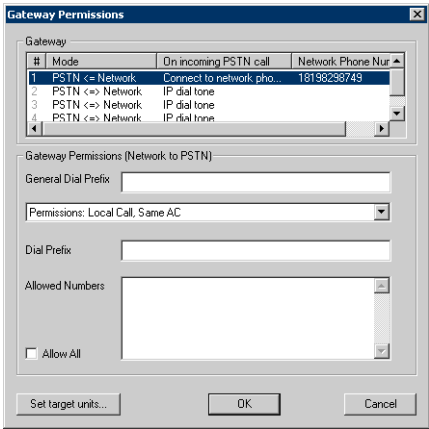 Gateway Permissions
Gateway
# Mode On incoming PSTN call Network Phone Nur
1 PSTN <= Network Connect to network pho... 18198298749
2 PSTN <=> Network IP dial tone
3 PSTN <=> Network IP dial tone
4 PSTN <=> Network IP dial tone
Gateway Permissions (Network to PSTN)
General Dial Prefix
Permissions: Local Call, Same AC
Dial Prefix
Allowed Numbers
Allow All
Set target units... OK Cancel